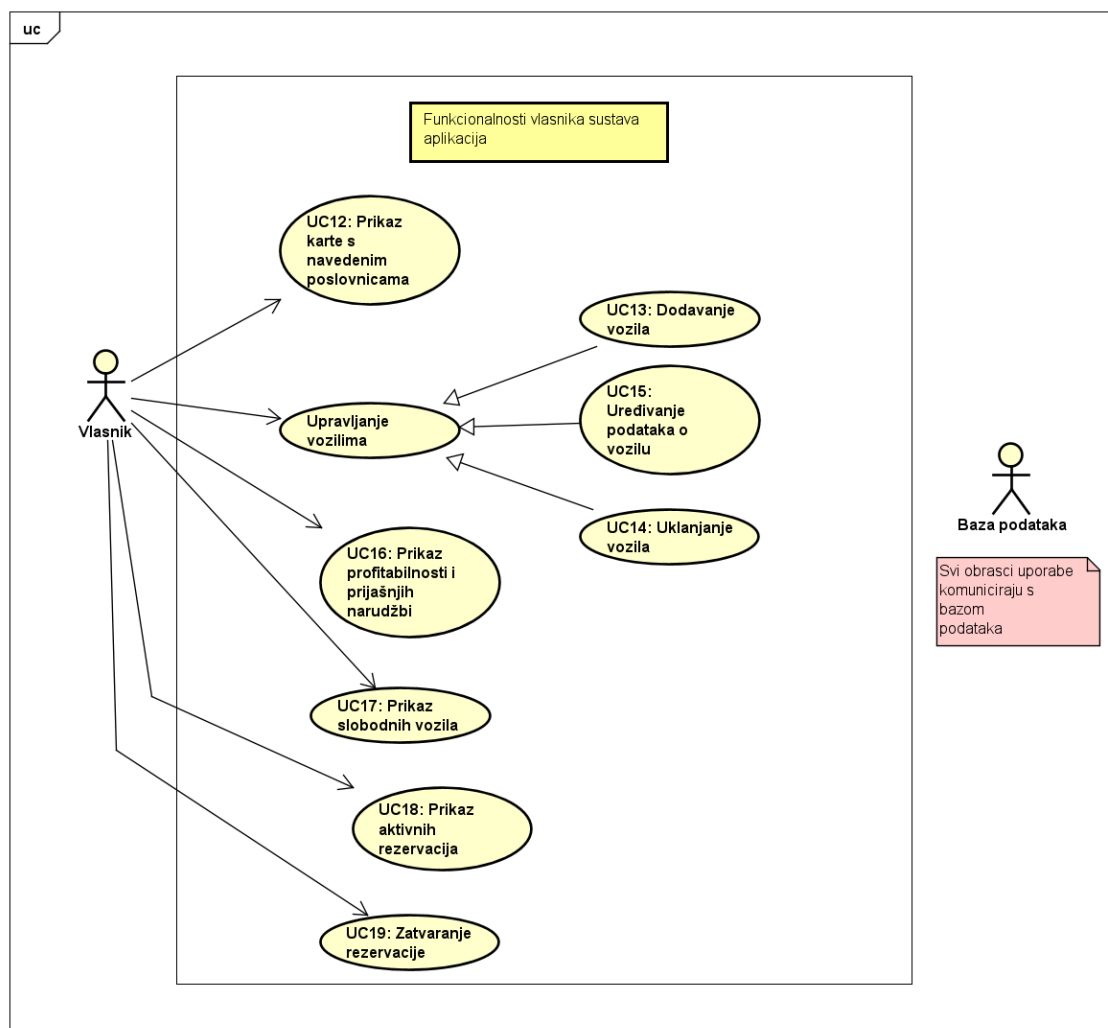 uc
Funkcionalnosti vlasnika sustava
aplikacija
UC12: Prikaz
karte s
navedenim
poslovnicama
UC13: Dodavanje
vozila
UC15:
Uređivanje
podataka o
vozilu
Vlasnik
Upravljanje
vozilima
UC14: Uklanjanje
vozila
Baza podataka
Svi obrasci uporabe
komuniciraju s
bazom
podataka
UC16: Prikaz
profitabilnosti i
prijašnjih
narudžbi
UC17: Prikaz
slobodnih vozila
UC18: Prikaz
aktivnih
rezervacija
UC19: Zatvaranje
rezervacije